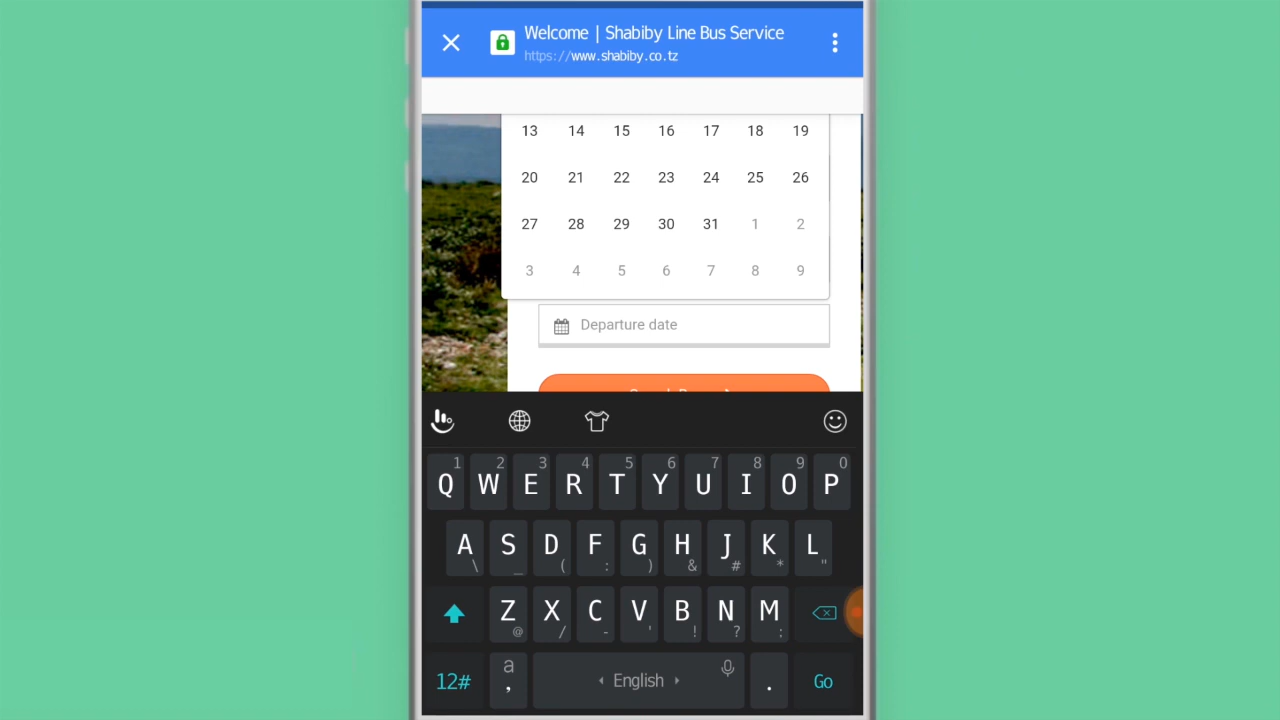 Welcome | Shabiby Line Bus Service
https://www.shabiby.co.tz
13 14 15 16 17 18 19
20 21 22 23 24 25 26
27 28 29 30 31 1 2
3 4 5 6 7 8 9
Departure date
1 2 3 4 5 6 7 8 9 0
Q W E R T Y U I O P
A S D F G H J K L
\ _ ( : ) & # * "
Z X C V B N M
@ / - ' ! ? :
12# a , English . Go